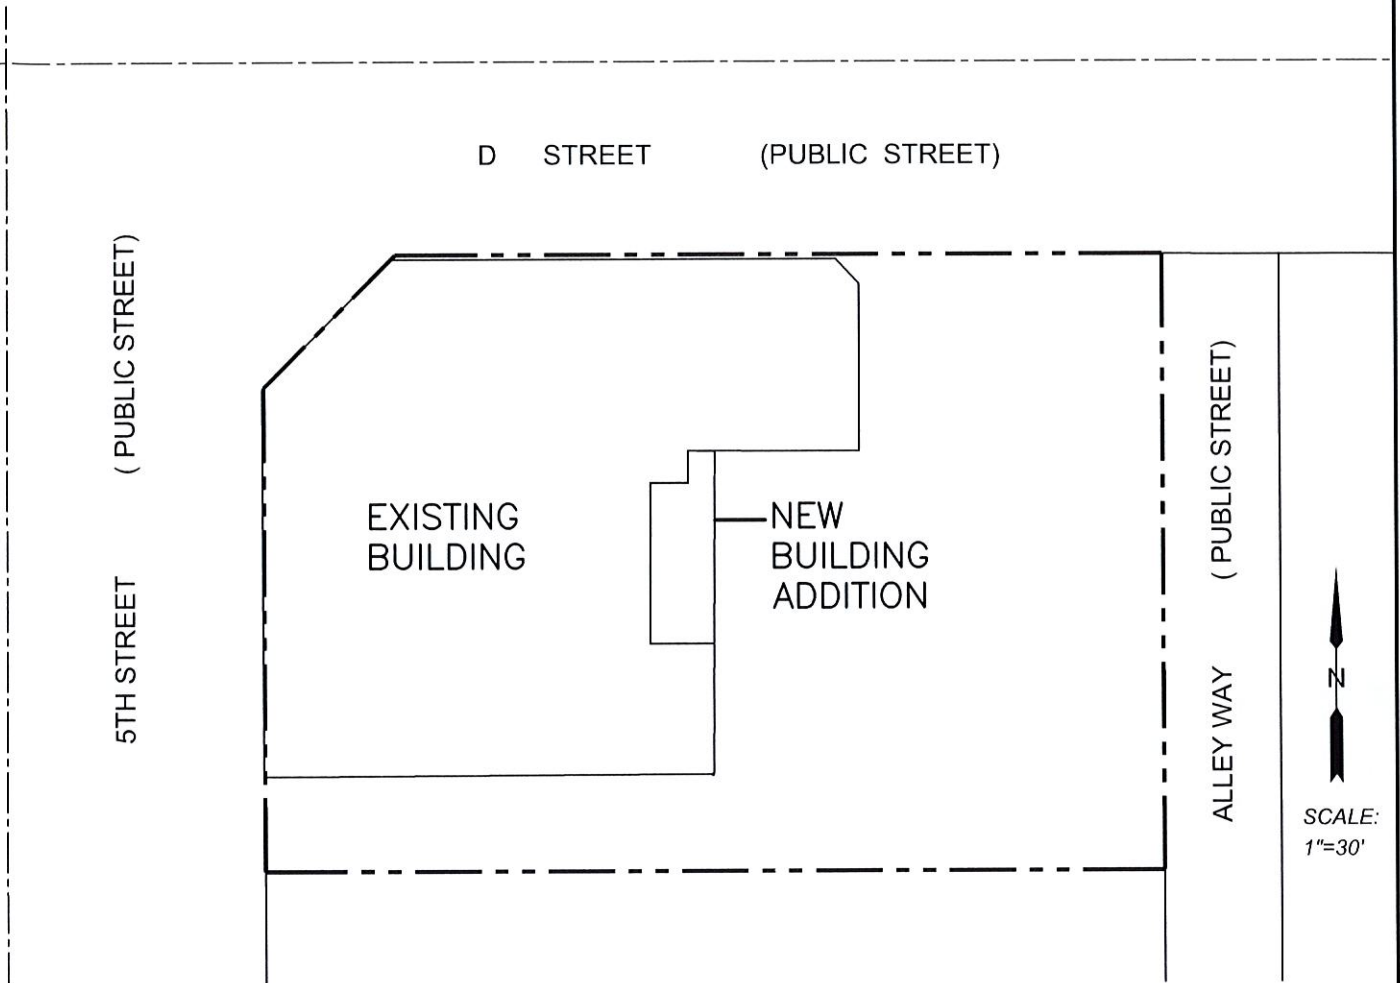 D STREET (PUBLIC STREET)
5TH STREET ( PUBLIC STREET)
EXISTING
BUILDING
NEW
BUILDING
ADDITION
ALLEY WAY ( PUBLIC STREET)
N
SCALE:
1"=30'